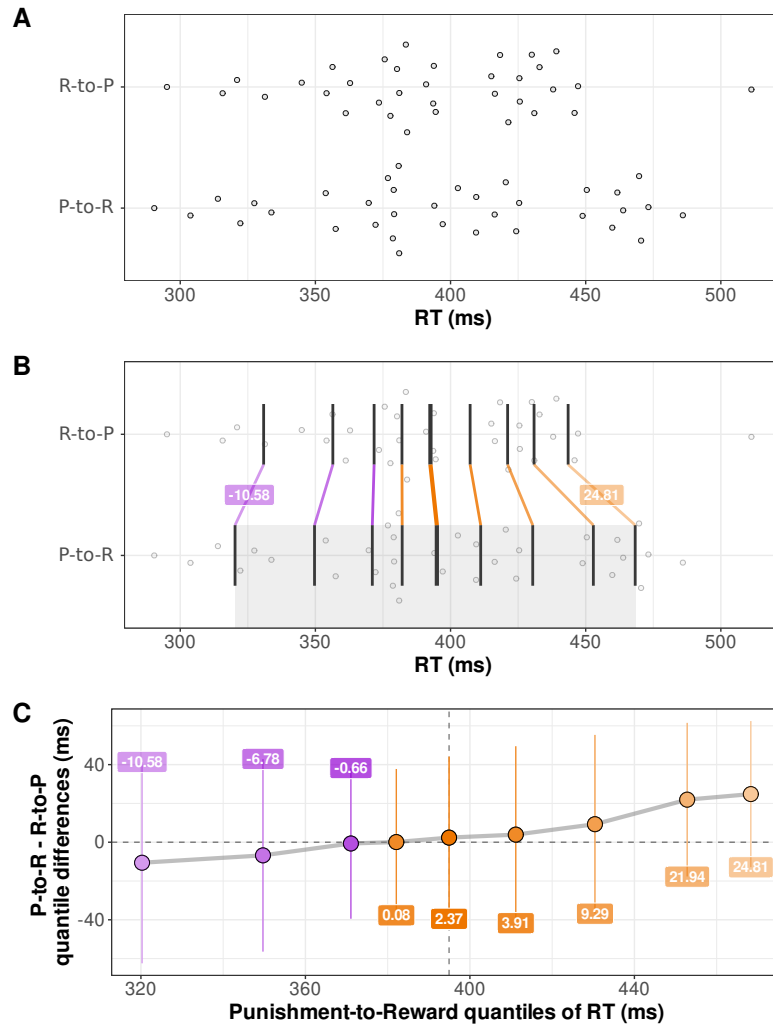 A
R-to-P
P-to-R
300 350 400 450 500
RT (ms)
B
R-to-P
-10.58 24.81
P-to-R
300 350 400 450 500
RT (ms)
C
P-to-R - R-to-P
quantile differences (ms)
40
0
-40
-10.58 -6.78 -0.66 0.08 2.37 3.91 9.29 21.94 24.81
320 360 400 440
Punishment-to-Reward quantiles of RT (ms)